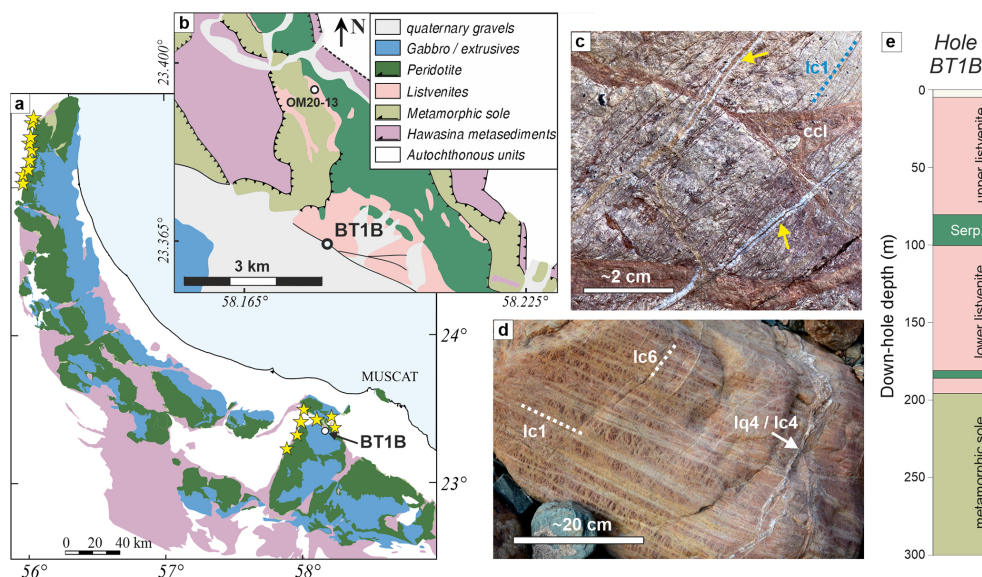 a
MUSCAT
BT1B
24°
23°
56°
57°
58°
0 20 40 km
b
N
23.400°
23.365°
OM20-13
BT1B
3 km
58.165°
58.225°
quaternary gravels
Gabbro / extrusives
Peridotite
Listvenites
Metamorphic sole
Hawasina metasediments
Autochthonous units
c
lc1
ccl
~2 cm
d
lc6
lc1
lq4 / lc4
~20 cm
e
Hole
BT1B
Down-hole depth (m)
0
50
100
150
200
250
300
upper listvenite
Serp.
lower listvenite
metamorphic sole